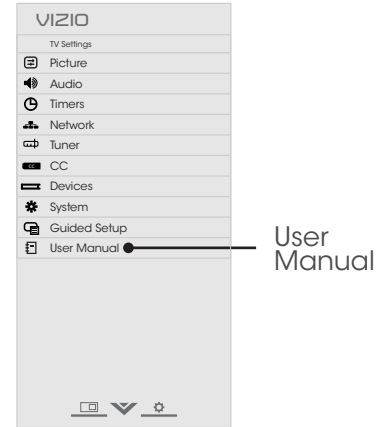 VIZIO
TV Settings
Picture
Audio
Timers
Network
Tuner
CC
CC
Devices
System
Guided Setup
User Manual
User
Manual